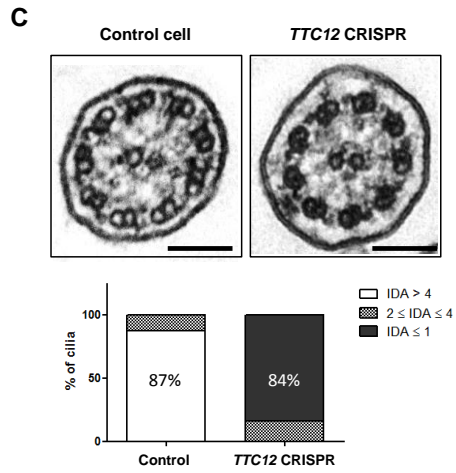 C
Control cell
TTC12 CRISPR
IDA > 4
2 ≤ IDA ≤ 4
IDA ≤ 1
% of cilia
100
50
0
87%
84%
Control
TTC12 CRISPR